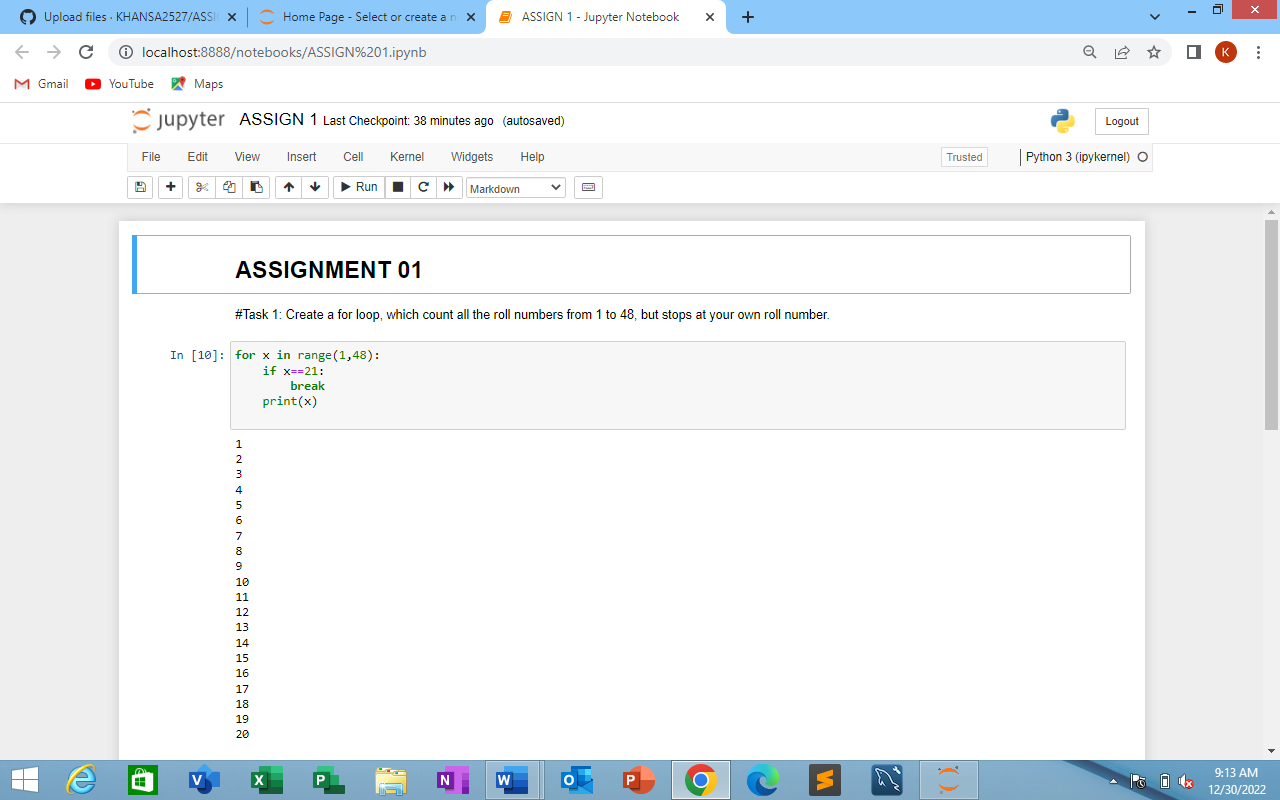 Upload files · KHANSA2527/ASSI
Home Page - Select or create a n
ASSIGN 1 - Jupyter Notebook
localhost:8888/notebooks/ASSIGN%201.ipynb
K
Gmail
YouTube
Maps
jupyter
ASSIGN 1 Last Checkpoint: 38 minutes ago (autosaved)
Logout
File Edit View Insert Cell Kernel Widgets Help
Trusted
Python 3 (ipykernel)
Run
Markdown
ASSIGNMENT 01
#Task 1: Create a for loop, which count all the roll numbers from 1 to 48, but stops at your own roll number.
In [10]:
for x in range(1,48):
    if x==21:
        break
    print(x)
1
2
3
4
5
6
7
8
9
10
11
12
13
14
15
16
17
18
19
20
V
X
P
N
W
O
P
S
9:13 AM
12/30/2022